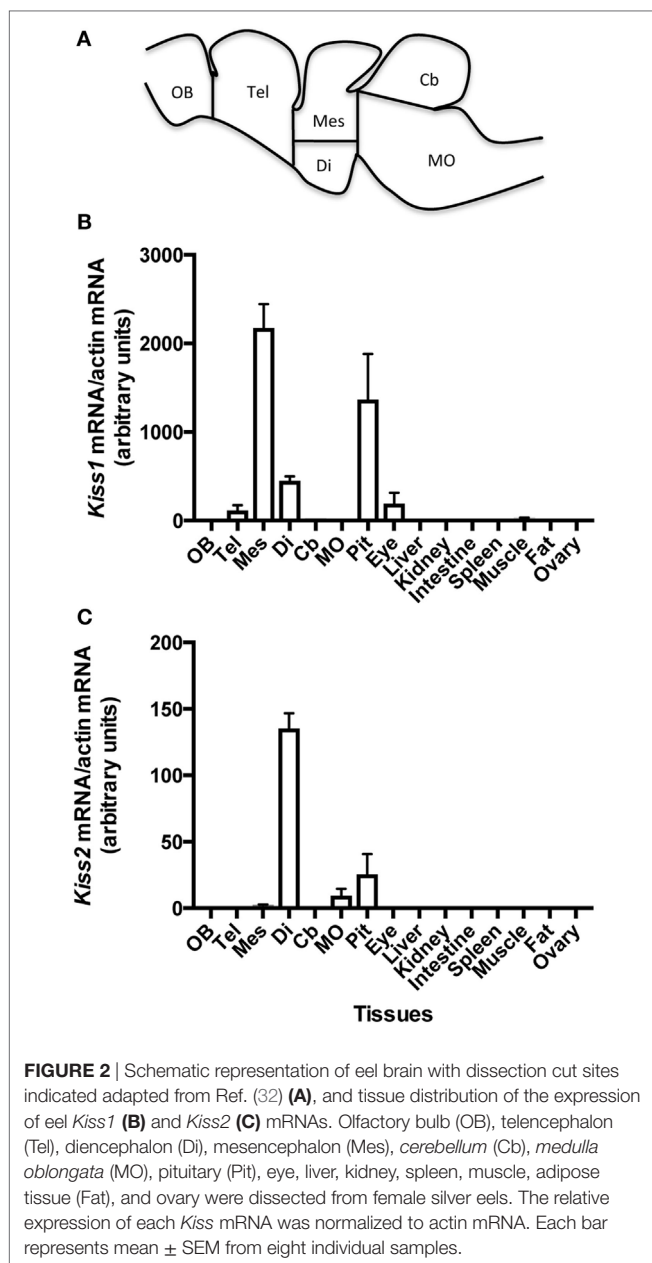 A
OB
Tel
Mes
Di
Cb
MO
B
Kiss1 mRNA/actin mRNA
(arbitrary units)
3000
2000
1000
0
OB Tel Mes Di Cb MO Pit Eye Liver Kidney Intestine Spleen Muscle Fat Ovary
C
Kiss2 mRNA/actin mRNA
(arbitrary units)
200
150
100
50
0
OB Tel Mes Di Cb MO Pit Eye Liver Kidney Intestine Spleen Muscle Fat Ovary
Tissues
FIGURE 2 | Schematic representation of eel brain with dissection cut sites
indicated adapted from Ref. (32) (A), and tissue distribution of the expression
of eel Kiss1 (B) and Kiss2 (C) mRNAs. Olfactory bulb (OB), telencephalon
(Tel), diencephalon (Di), mesencephalon (Mes), cerebellum (Cb), medulla
oblongata (MO), pituitary (Pit), eye, liver, kidney, spleen, muscle, adipose
tissue (Fat), and ovary were dissected from female silver eels. The relative
expression of each Kiss mRNA was normalized to actin mRNA. Each bar
represents mean ± SEM from eight individual samples.